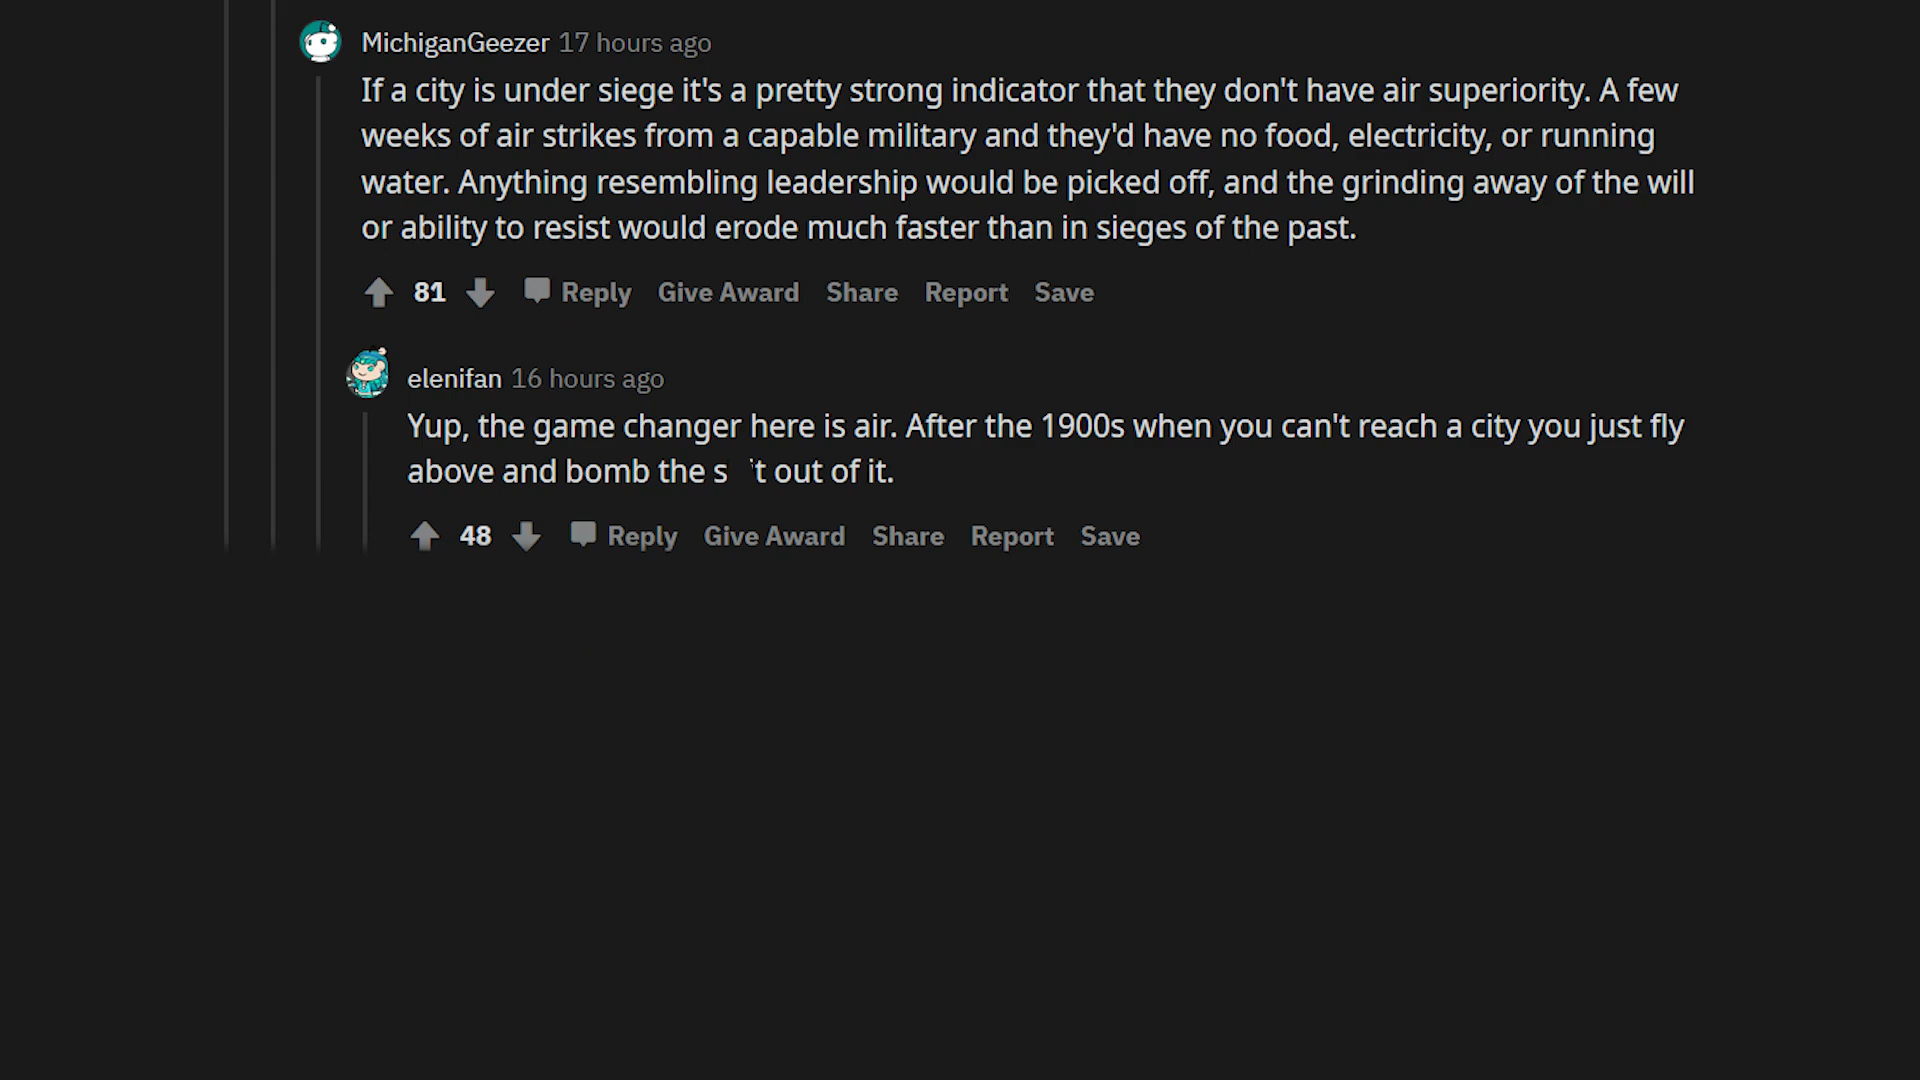 MichiganGeezer 17 hours ago
If a city is under siege it's a pretty strong indicator that they don't have air superiority. A few
weeks of air strikes from a capable military and they'd have no food, electricity, or running
water. Anything resembling leadership would be picked off, and the grinding away of the will
or ability to resist would erode much faster than in sieges of the past.
81 Reply Give Award Share Report Save
elenifan 16 hours ago
Yup, the game changer here is air. After the 1900s when you can't reach a city you just fly
above and bomb the s t out of it.
48 Reply Give Award Share Report Save